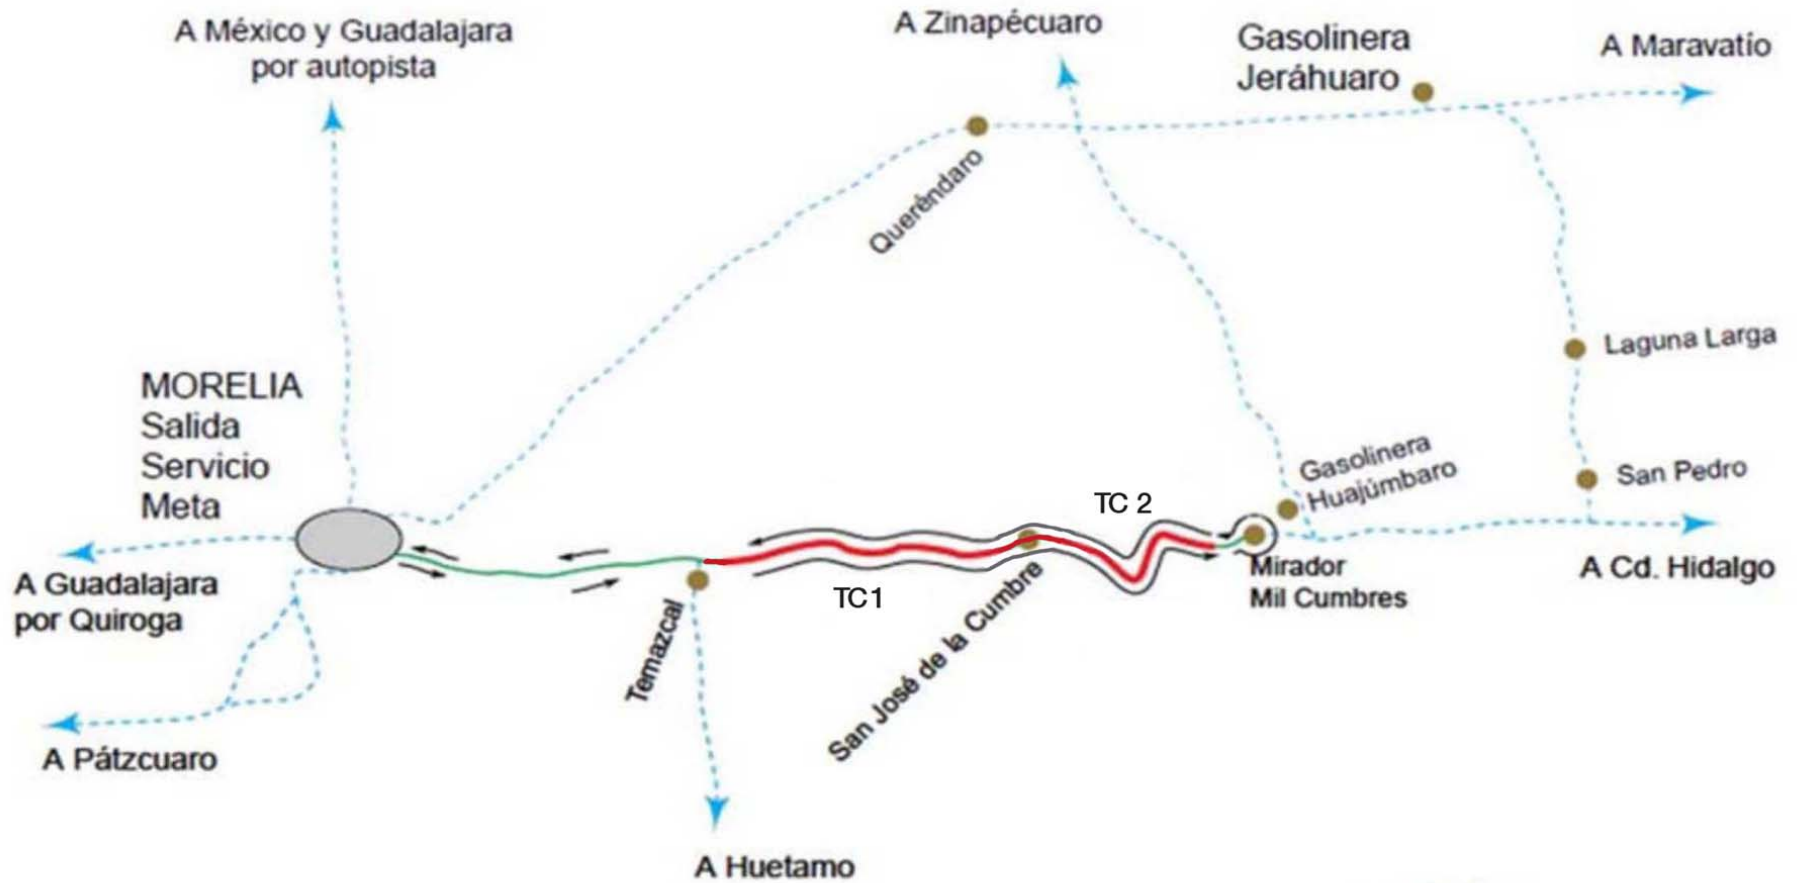 A México y Guadalajara
por autopista
A Zinapécuaro
Gasolinera
Jeráhuaro
A Maravatío
Queréndaro
Laguna Larga
MORELIA
Salida
Servicio
Meta
Gasolinera
Huajúmbaro
San Pedro
TC 2
A Guadalajara
por Quiroga
TC1
Mirador
Mil Cumbres
A Cd. Hidalgo
Temazcal
San José de la Cumbre
A Pátzcuaro
A Huetamo